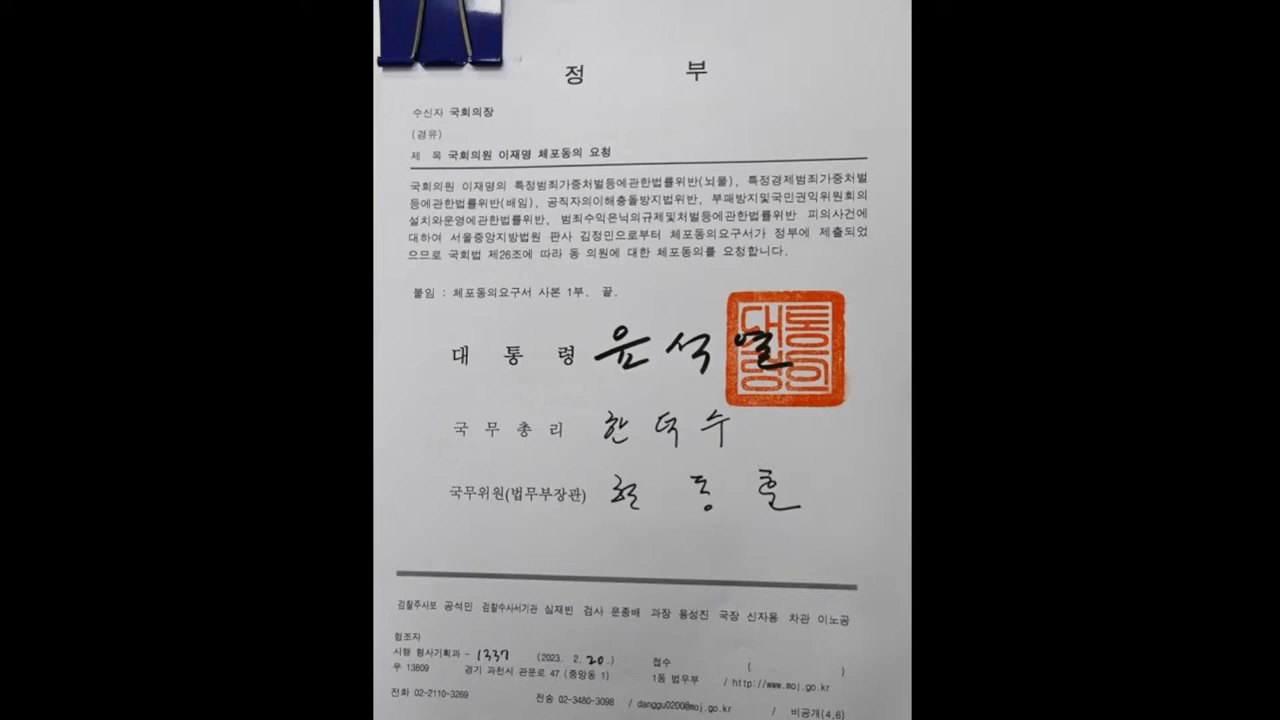 정 부
수신자 국회의장
(경유)
제 목 국회의원 이재명 체포동의 요청
국회의원 이재명의 특정범죄가중처벌등에관한법률위반(뇌물), 특정경제범죄가중처벌
등에관한법률위반(배임), 공직자의이해충돌방지법위반, 부패방지및국민권익위원회의
설치와운영에관한법률위반, 범죄수익은닉의규제및처벌등에관한법률위반 피의사건에
대하여 서울중앙지방법원 판사 김정민으로부터 체포동의요구서가 정부에 제출되었
으므로 국회법 제26조에 따라 동 의원에 대한 체포동의를 요청합니다.
붙임 : 체포동의요구서 사본 1부. 끝.
대 통 령 윤석열 대통령의인
국 무 총 리 한덕수
국무위원(법무부장관) 한동훈
검찰주사보 공석민 검찰수사서기관 심재빈 검사 운종배 과장 용성진 국장 신자용 차관 이노공
협조자
시행 형사기획과 - 1337 (2023. 2. 20.) 접수 ( )
우 13809 경기 과천시 관문로 47 (중앙동 1) 1동 법무부 / http://www.moj.go.kr
전화 02-2110-3269 전송 02-3480-3098 / danggu0200@moj.go.kr / 비공개(4,6)